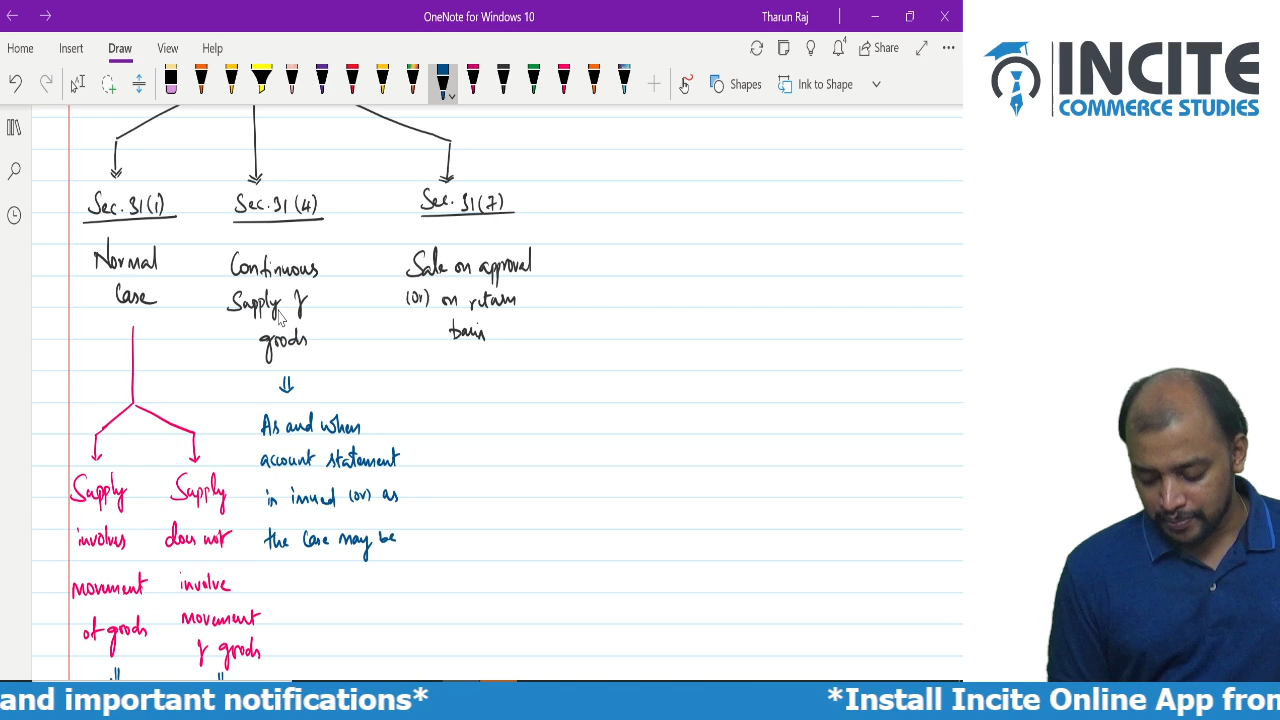 OneNote for Windows 10
Tharun Raj
Home Insert Draw View Help
4 Share
Shapes
Ink to Shape
INCITE
COMMERCE STUDIES
Sec.31(1)
Normal
Case
Sec.31(4)
Continuous
Supply of
goods
Sec.31(7)
Sale on approval
(or) on return
basis
Supply
involves
movement
of goods
Supply
does not
involve
movement
of goods
As and when
account statement
is issued (or) as
the case may be
and important notifications*
*Install Incite Online App from